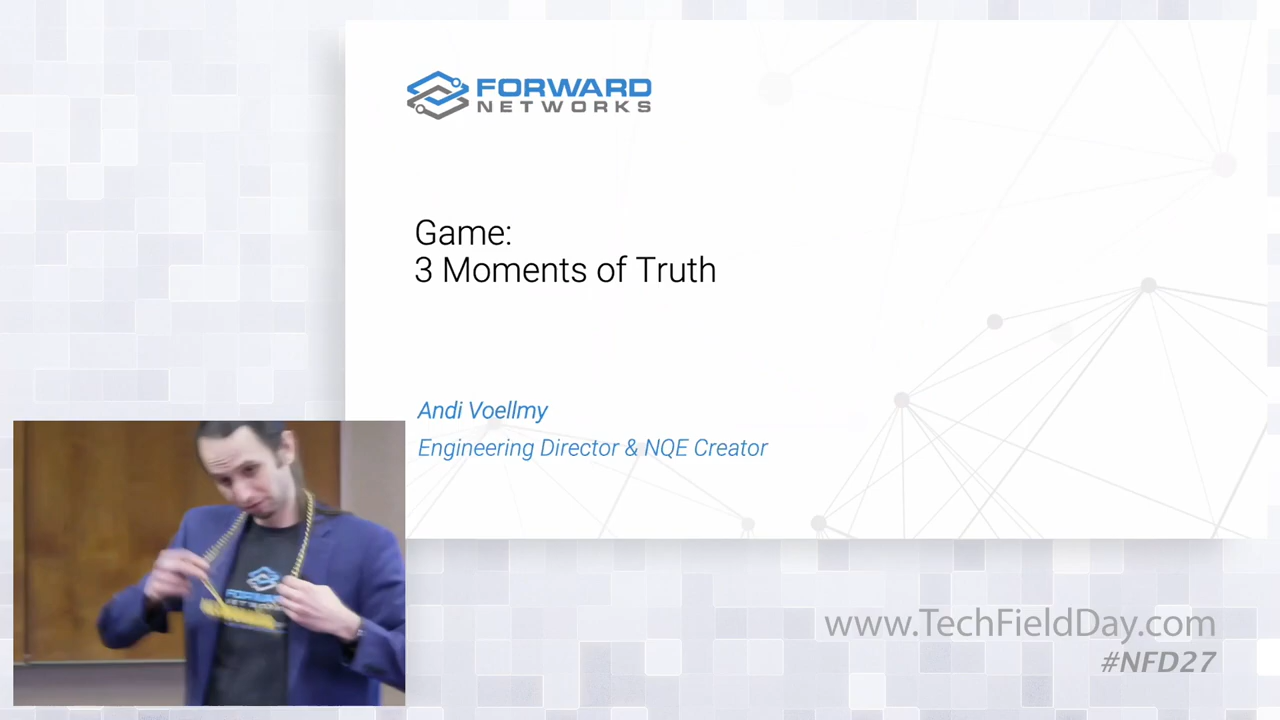 FORWARD
NETWORKS
Game:
3 Moments of Truth
Andi Voellmy
Engineering Director & NQE Creator
www.TechFieldDay.com
#NFD27